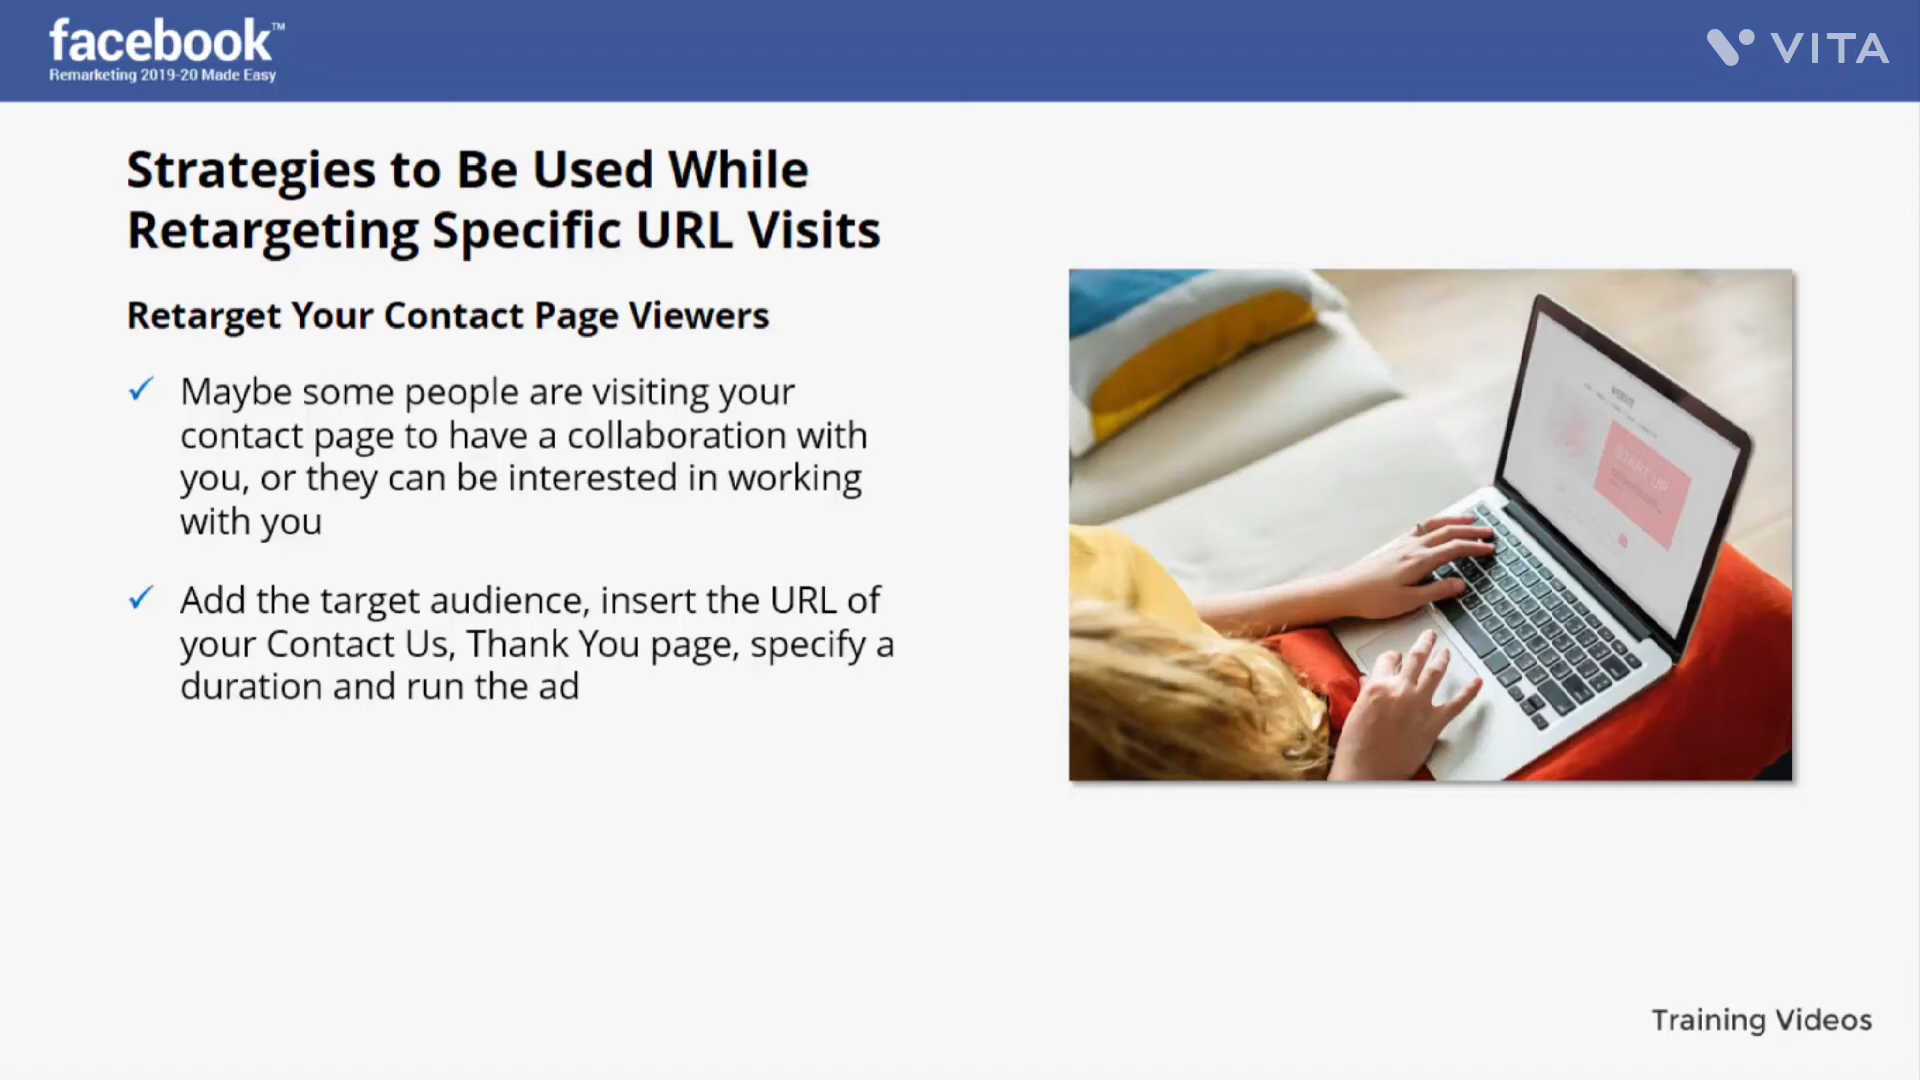 facebook™
Remarketing 2019-20 Made Easy
VITA
Strategies to Be Used While
Retargeting Specific URL Visits
Retarget Your Contact Page Viewers
✓ Maybe some people are visiting your
contact page to have a collaboration with
you, or they can be interested in working
with you
✓ Add the target audience, insert the URL of
your Contact Us, Thank You page, specify a
duration and run the ad
START UP
Training Videos